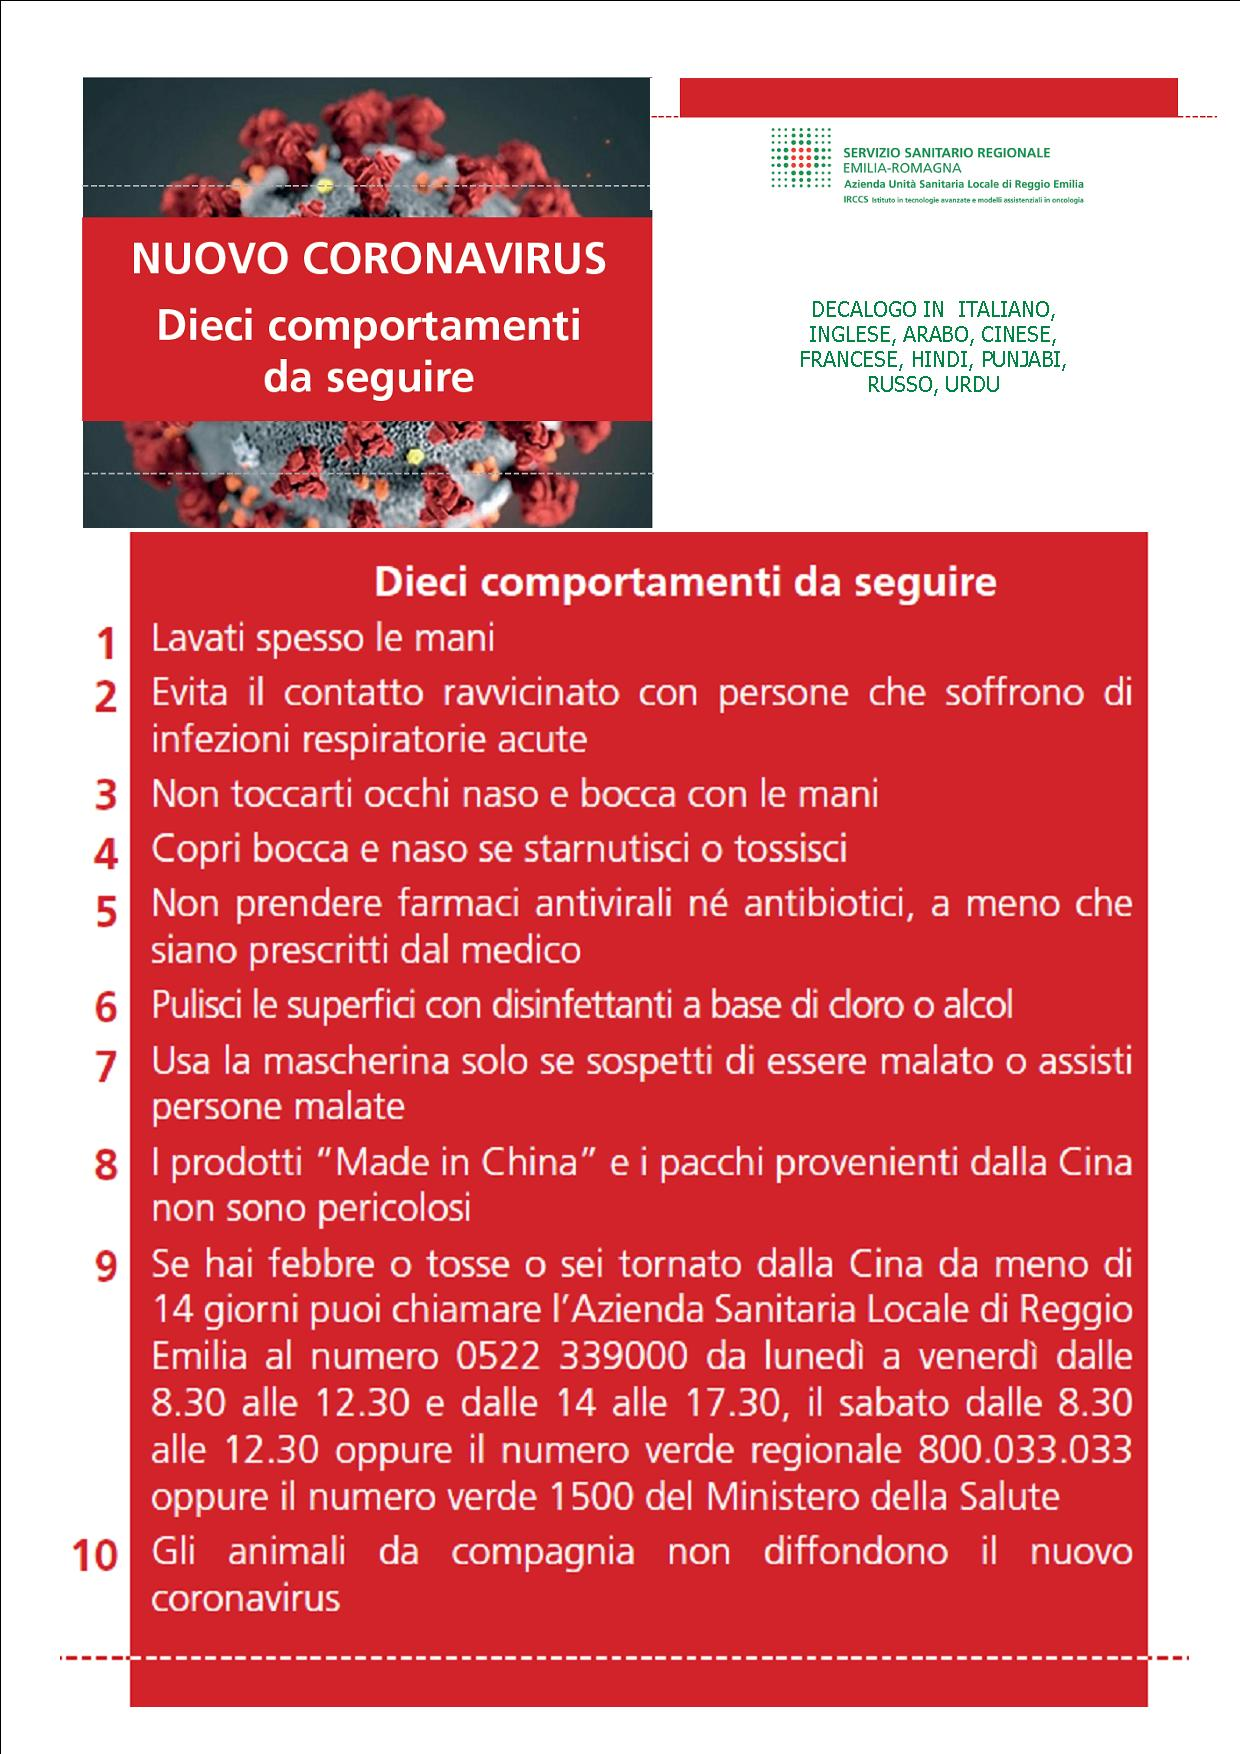 SERVIZIO SANITARIO REGIONALE
EMILIA-ROMAGNA
Azienda Unità Sanitaria Locale di Reggio Emilia
IRCCS Istituto in tecnologie avanzate e modelli assistenziali in oncologia
NUOVO CORONAVIRUS
Dieci comportamenti
da seguire
DECALOGO IN ITALIANO,
INGLESE, ARABO, CINESE,
FRANCESE, HINDI, PUNJABI,
RUSSO, URDU
Dieci comportamenti da seguire
1 Lavati spesso le mani
2 Evita il contatto ravvicinato con persone che soffrono di
infezioni respiratorie acute
3 Non toccarti occhi naso e bocca con le mani
4 Copri bocca e naso se starnutisci o tossisci
5 Non prendere farmaci antivirali né antibiotici, a meno che
siano prescritti dal medico
6 Pulisci le superfici con disinfettanti a base di cloro o alcol
7 Usa la mascherina solo se sospetti di essere malato o assisti
persone malate
8 I prodotti “Made in China” e i pacchi provenienti dalla Cina
non sono pericolosi
9 Se hai febbre o tosse o sei tornato dalla Cina da meno di
14 giorni puoi chiamare l’Azienda Sanitaria Locale di Reggio
Emilia al numero 0522 339000 da lunedì a venerdì dalle
8.30 alle 12.30 e dalle 14 alle 17.30, il sabato dalle 8.30
alle 12.30 oppure il numero verde regionale 800.033.033
oppure il numero verde 1500 del Ministero della Salute
10 Gli animali da compagnia non diffondono il nuovo
coronavirus